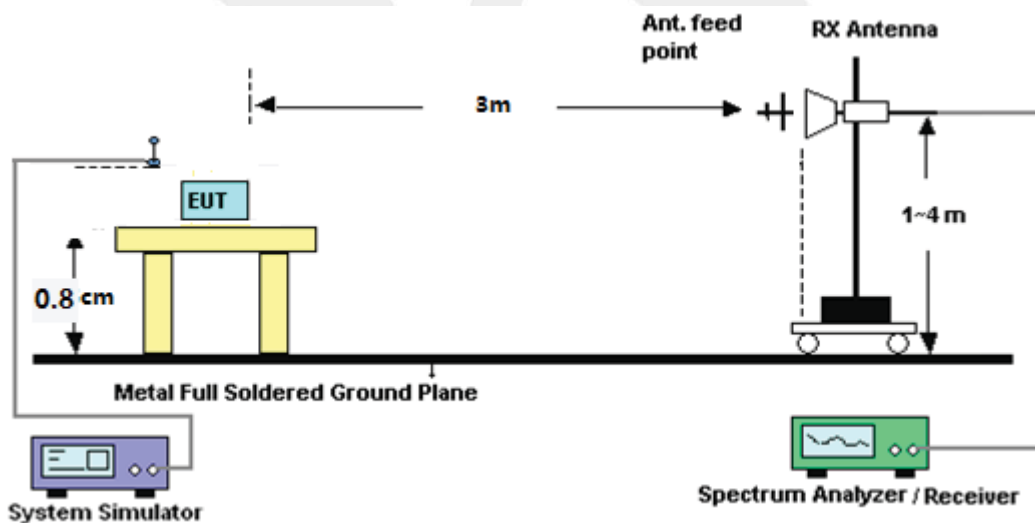 Ant. feed
point
RX Antenna
3m
EUT
1~4 m
0.8 cm
Metal Full Soldered Ground Plane
System Simulator
Spectrum Analyzer / Receiver